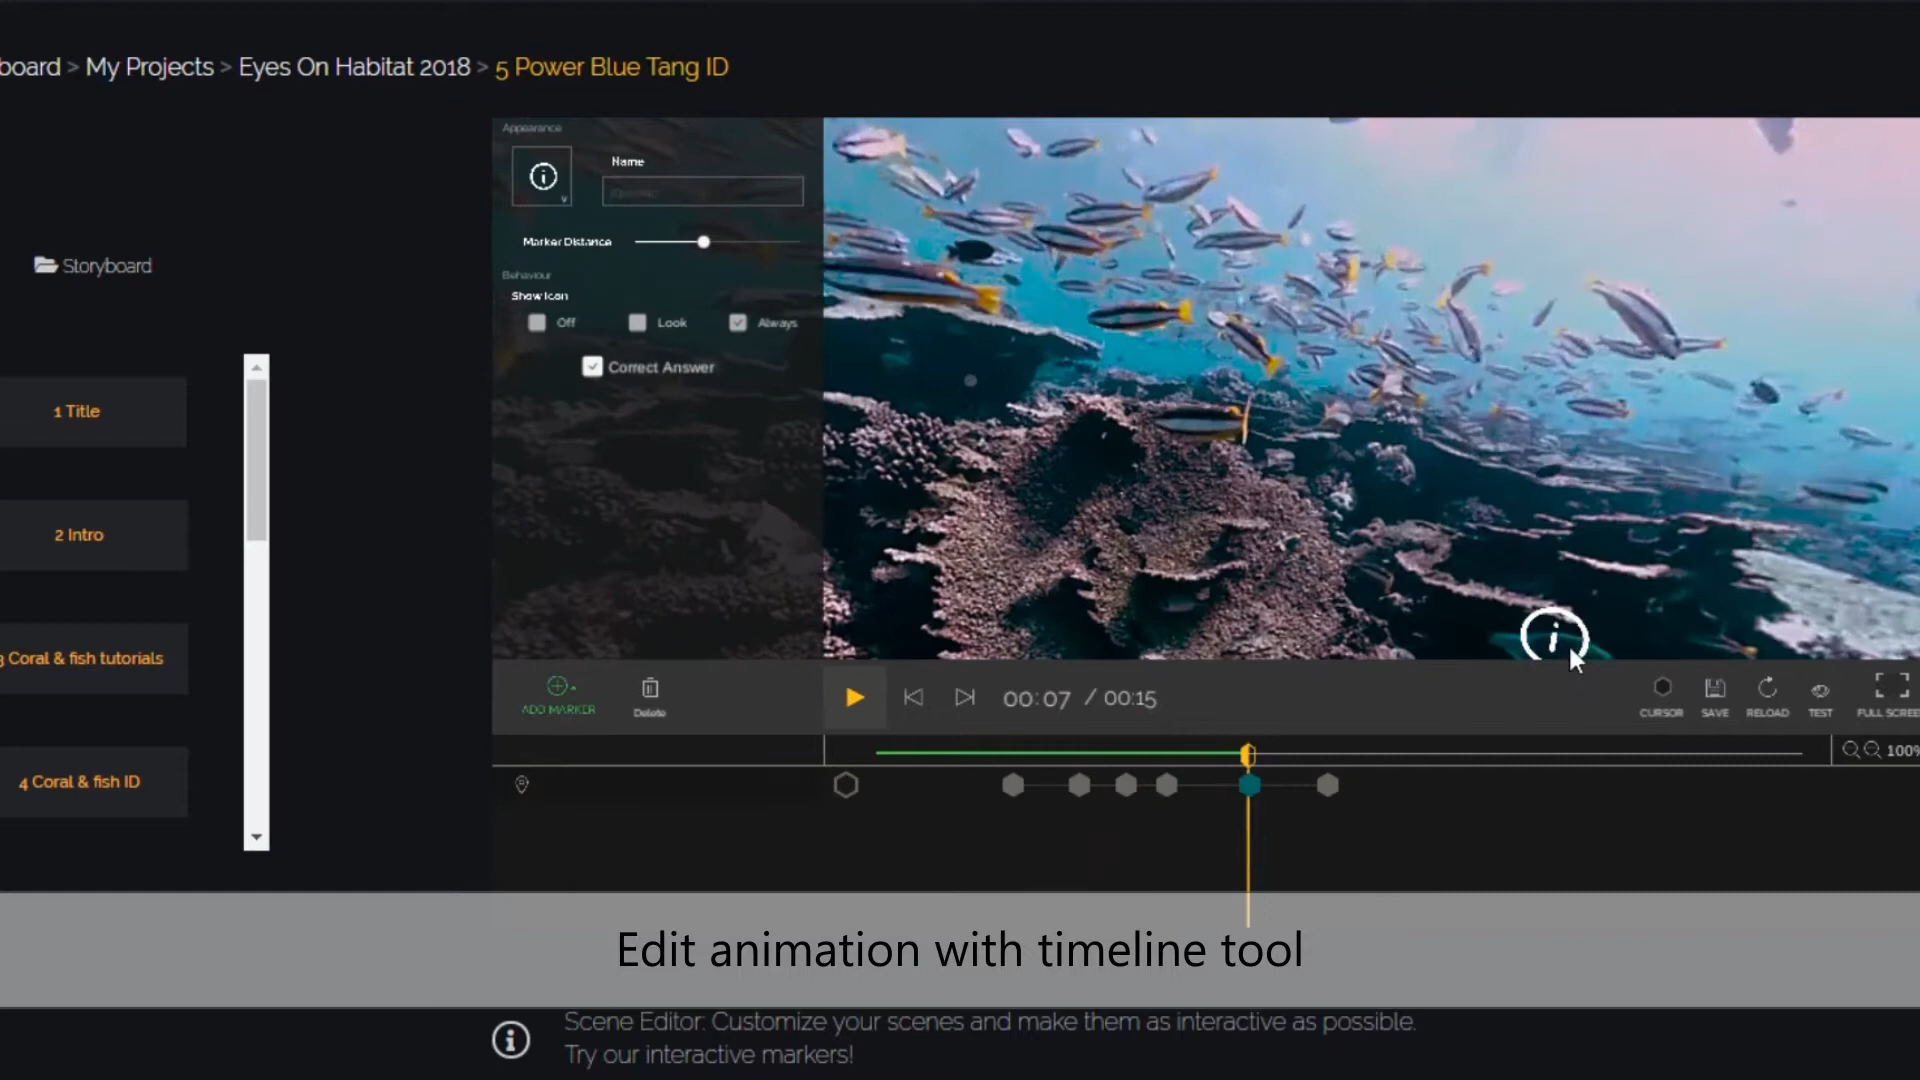 board > My Projects > Eyes On Habitat 2018 > 5 Power Blue Tang ID
Appearance
Name
Marker Distance
Behaviour
Show Icon
Off
Look
Always
Correct Answer
Storyboard
1 Title
2 Intro
3 Coral & fish tutorials
4 Coral & fish ID
ADD MARKER
Delete
00:07 / 00:15
CURSOR
SAVE
RELOAD
TEST
FULL SCREE
100%
Edit animation with timeline tool
Scene Editor: Customize your scenes and make them as interactive as possible.
Try our interactive markers!